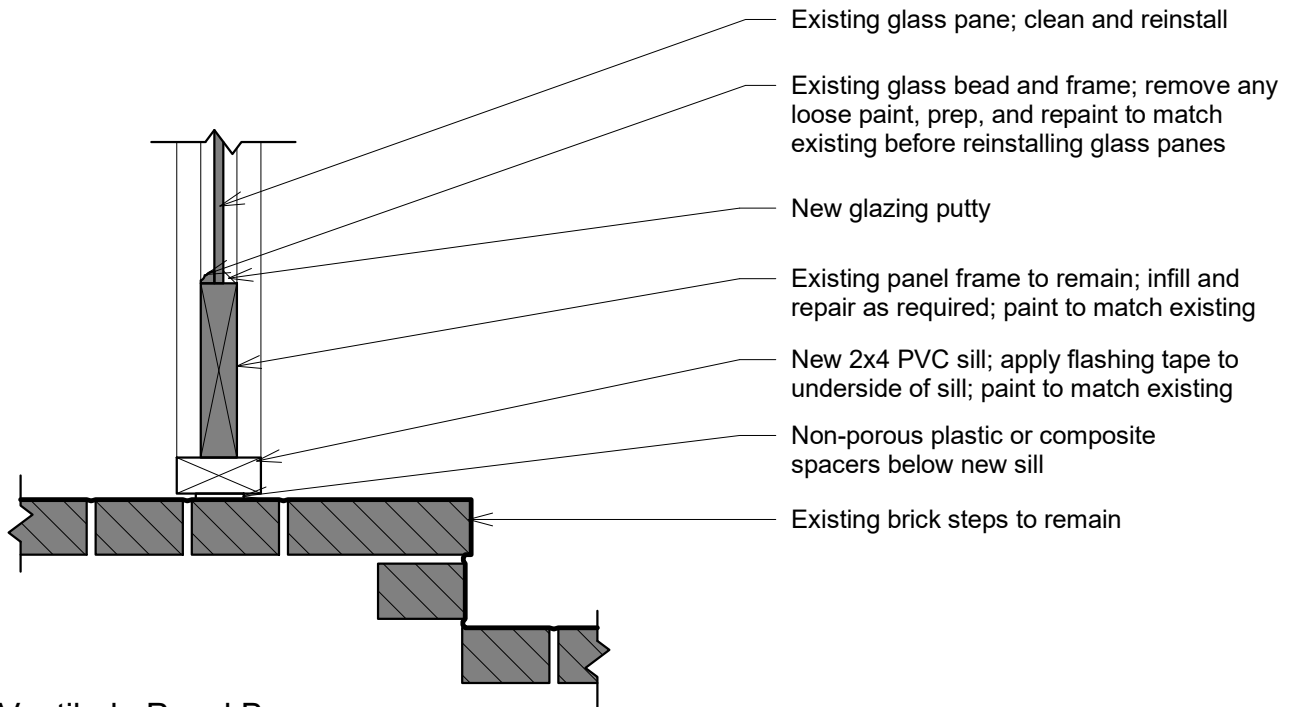 Existing glass pane; clean and reinstall
Existing glass bead and frame; remove any
loose paint, prep, and repaint to match
existing before reinstalling glass panes
New glazing putty
Existing panel frame to remain; infill and
repair as required; paint to match existing
New 2x4 PVC sill; apply flashing tape to
underside of sill; paint to match existing
Non-porous plastic or composite
spacers below new sill
Existing brick steps to remain